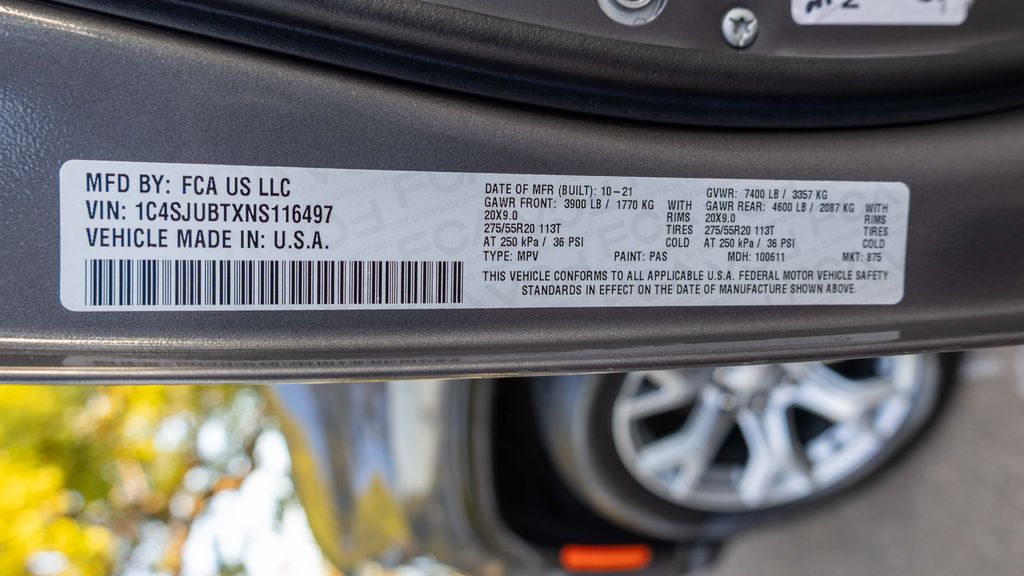 MFD BY: FCA US LLC
VIN: 1C4SJUBTXNS116497
VEHICLE MADE IN: U.S.A.
DATE OF MFR (BUILT): 10-21
GAWR FRONT: 3900 LB / 1770 KG WITH
20X9.0 RIMS
275/55R20 113T TIRES
AT 250 kPa / 36 PSI COLD
GVWR: 7400 LB / 3357 KG
GAWR REAR: 4600 LB / 2087 KG WITH
20X9.0 RIMS
275/55R20 113T TIRES
AT 250 kPa / 36 PSI COLD
TYPE: MPV PAINT: PAS MDH: 100611 MKT: 875
THIS VEHICLE CONFORMS TO ALL APPLICABLE U.S.A. FEDERAL MOTOR VEHICLE SAFETY
STANDARDS IN EFFECT ON THE DATE OF MANUFACTURE SHOWN ABOVE.